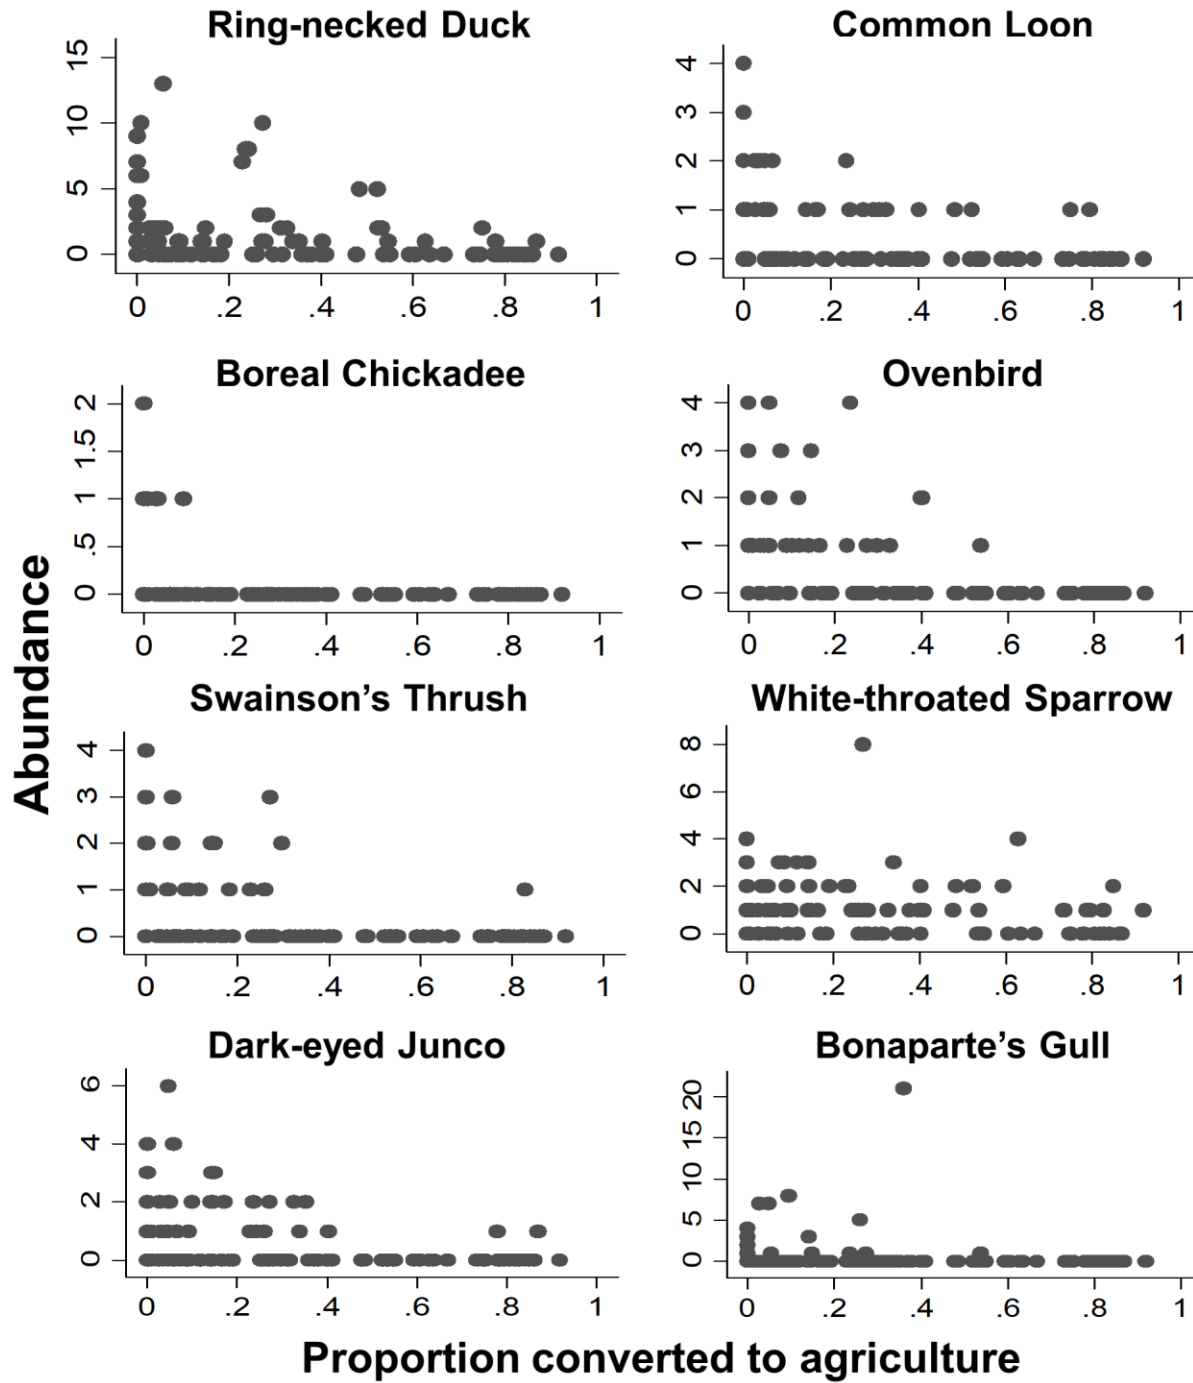 Ring-necked Duck
15
10
5
0
0 .2 .4 .6 .8 1
Common Loon
4
3
2
1
0
0 .2 .4 .6 .8 1
Boreal Chickadee
2
1.5
1
.5
0
0 .2 .4 .6 .8 1
Ovenbird
4
3
2
1
0
0 .2 .4 .6 .8 1
Abundance
Swainson's Thrush
4
3
2
1
0
0 .2 .4 .6 .8 1
White-throated Sparrow
8
6
4
2
0
0 .2 .4 .6 .8 1
Dark-eyed Junco
6
4
2
0
0 .2 .4 .6 .8 1
Bonaparte's Gull
20
15
10
5
0
0 .2 .4 .6 .8 1
Proportion converted to agriculture